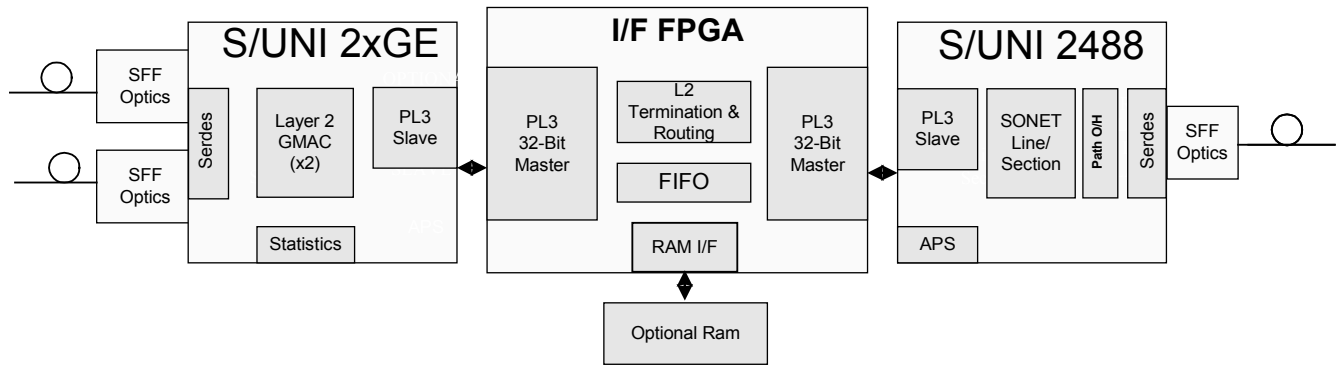 S/UNI 2xGE
SFF
Optics
SFF
Optics
Serdes
Layer 2
GMAC
(x2)
PL3
Slave
Statistics
I/F FPGA
PL3
32-Bit
Master
L2
Termination &
Routing
FIFO
RAM I/F
PL3
32-Bit
Master
Optional Ram
S/UNI 2488
PL3
Slave
SONET
Line/
Section
Path O/H
Serdes
APS
SFF
Optics